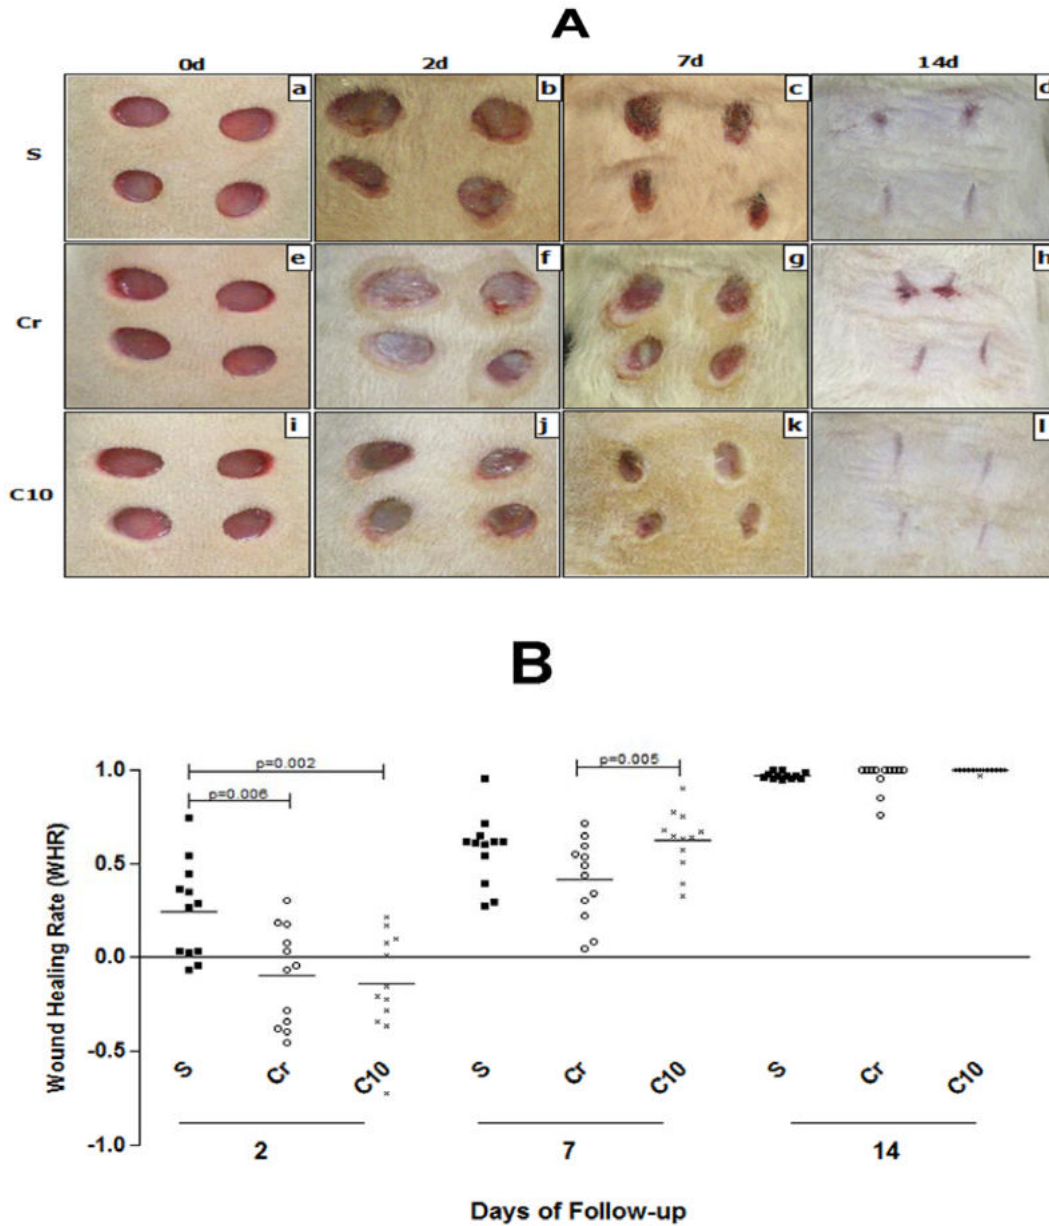 A
0d 2d 7d 14d
S a b c d
Cr e f g h
C10 i j k l
B
p=0.002
p=0.006
p=0.005
Wound Healing Rate (WHR)
1.0
0.5
0.0
-0.5
-1.0
S Cr C10 S Cr C10 S Cr C10
2 7 14
Days of Follow-up